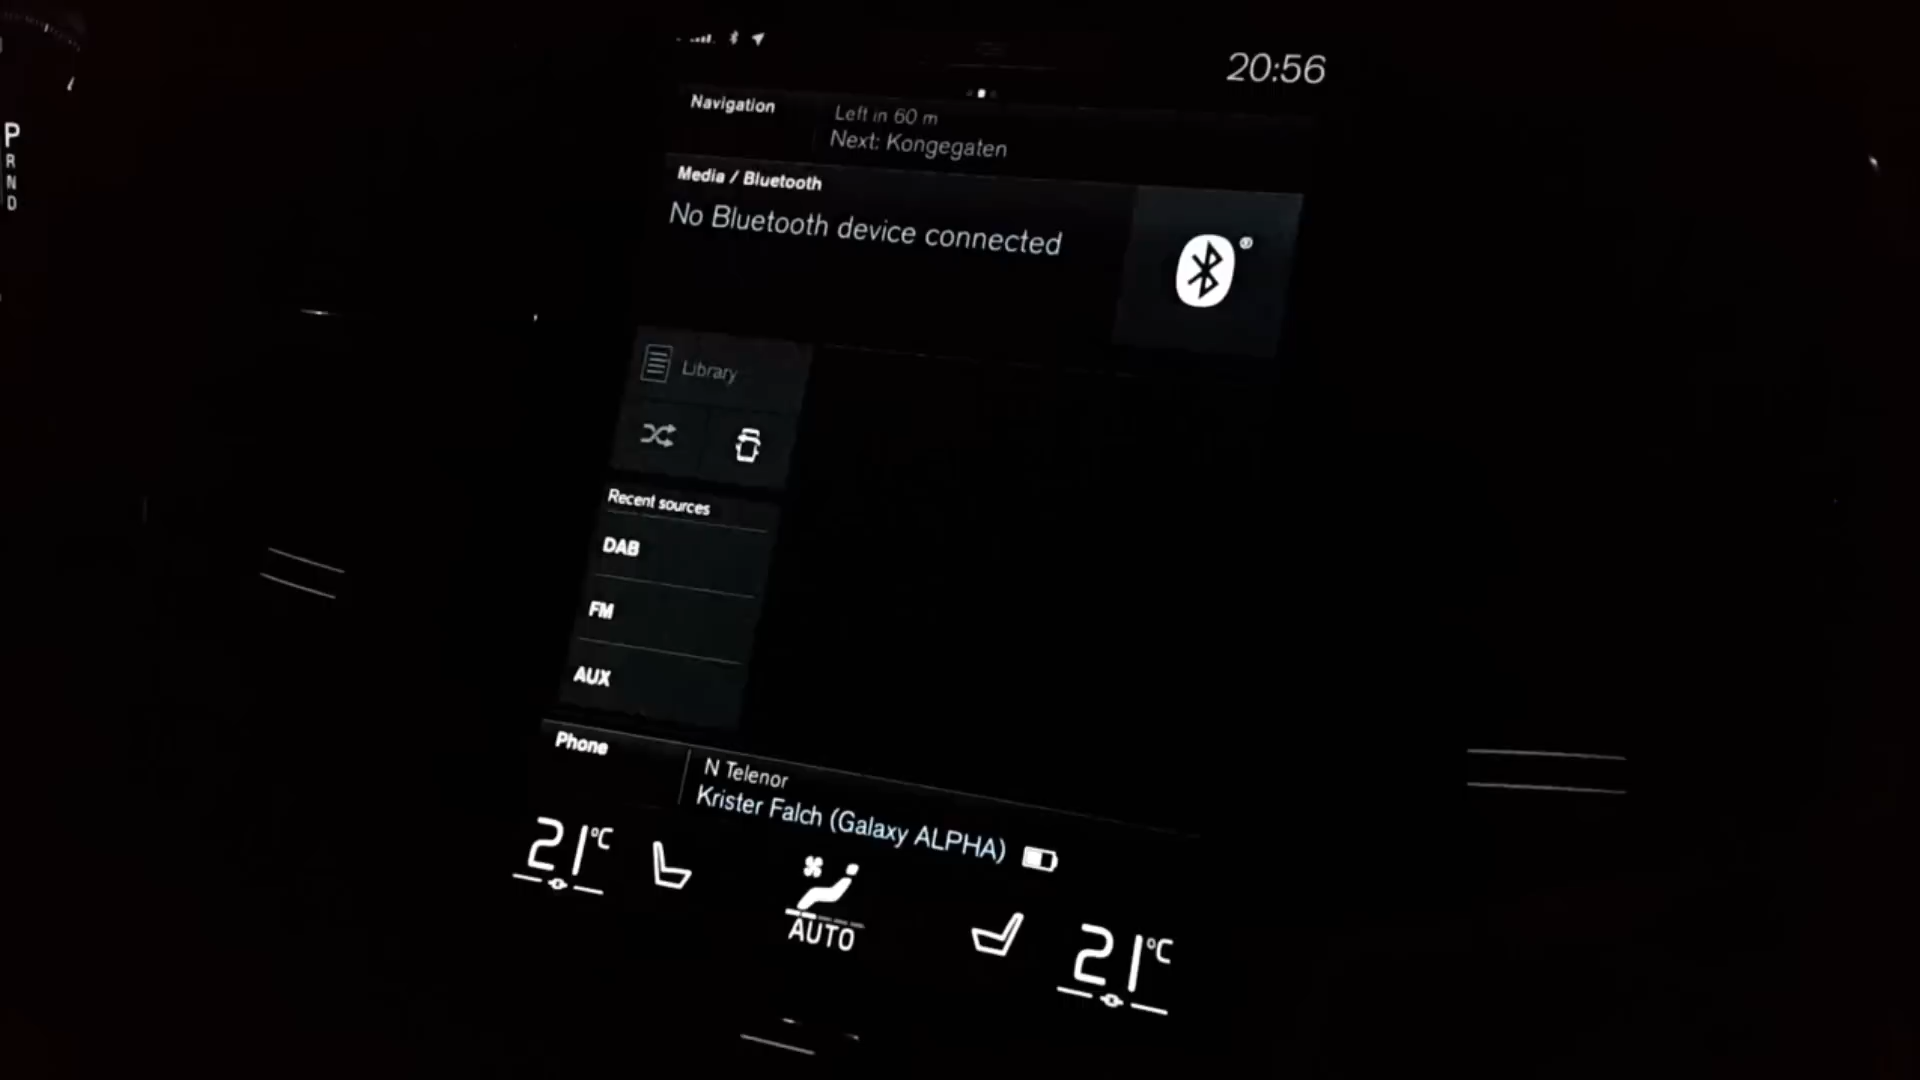 P
R
N
D
20:56
Navigation
Left in 60 m
Next: Kongegaten
Media / Bluetooth
No Bluetooth device connected
Library
Recent sources
DAB
FM
AUX
Phone
N Telenor
Krister Falch (Galaxy ALPHA)
21°C
AUTO
21°C